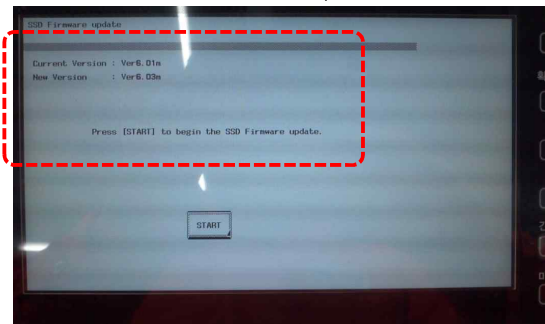 SSD Firmware update
Current Version : Ver6.01m
New Version : Ver6.03m
Press [START] to begin the SSD Firmware update.
START